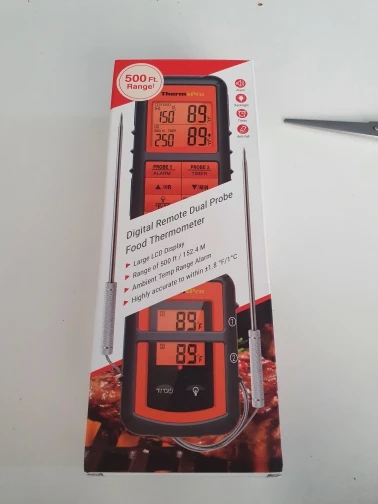 500 Ft.
Range!
ThermoPro
150 89
250 89
PROBE 1 PROBE 2
ALARM TIMER
Digital Remote Dual Probe
Food Thermometer
Large LCD Display
Range of 500 ft / 152.4 M
Ambient Temp Range Alarm
Highly accurate to within ±1.8 °F/1°C
89°F
1
89°F
2